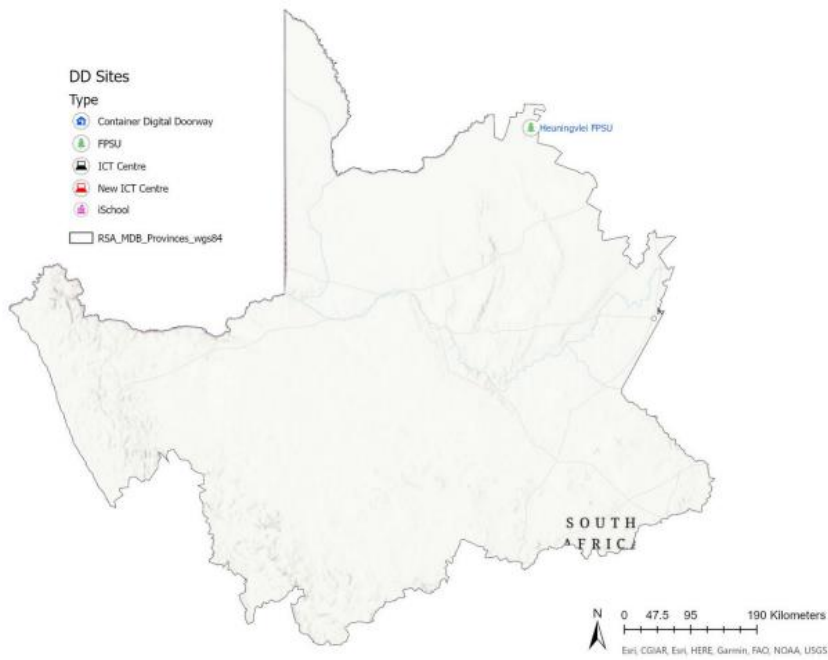 DD Sites
Type
Container Digital Doorway
FPSU
ICT Centre
New ICT Centre
iSchool
RSA_MDB_Provinces_wgs84
Heuningvlei FPSU
SOUTH
AFRICA
N
0 47.5 95 190 Kilometers
Esri, CGIAR, Esri, HERE, Garmin, FAO, NOAA, USGS